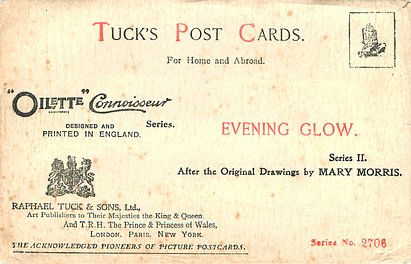 TUCK'S POST CARDS.
For Home and Abroad.
"OILETTE" Connoisseur
Series.
DESIGNED AND
PRINTED IN ENGLAND.
EVENING GLOW.
Series II.
After the Original Drawings by MARY MORRIS.
RAPHAEL TUCK & SONS, Ltd.,
Art Publishers to Their Majesties the King & Queen
And T.R.H. The Prince & Princess of Wales,
LONDON. PARIS. NEW YORK.
THE ACKNOWLEDGED PIONEERS OF PICTURE POSTCARDS.
Series No. 2706